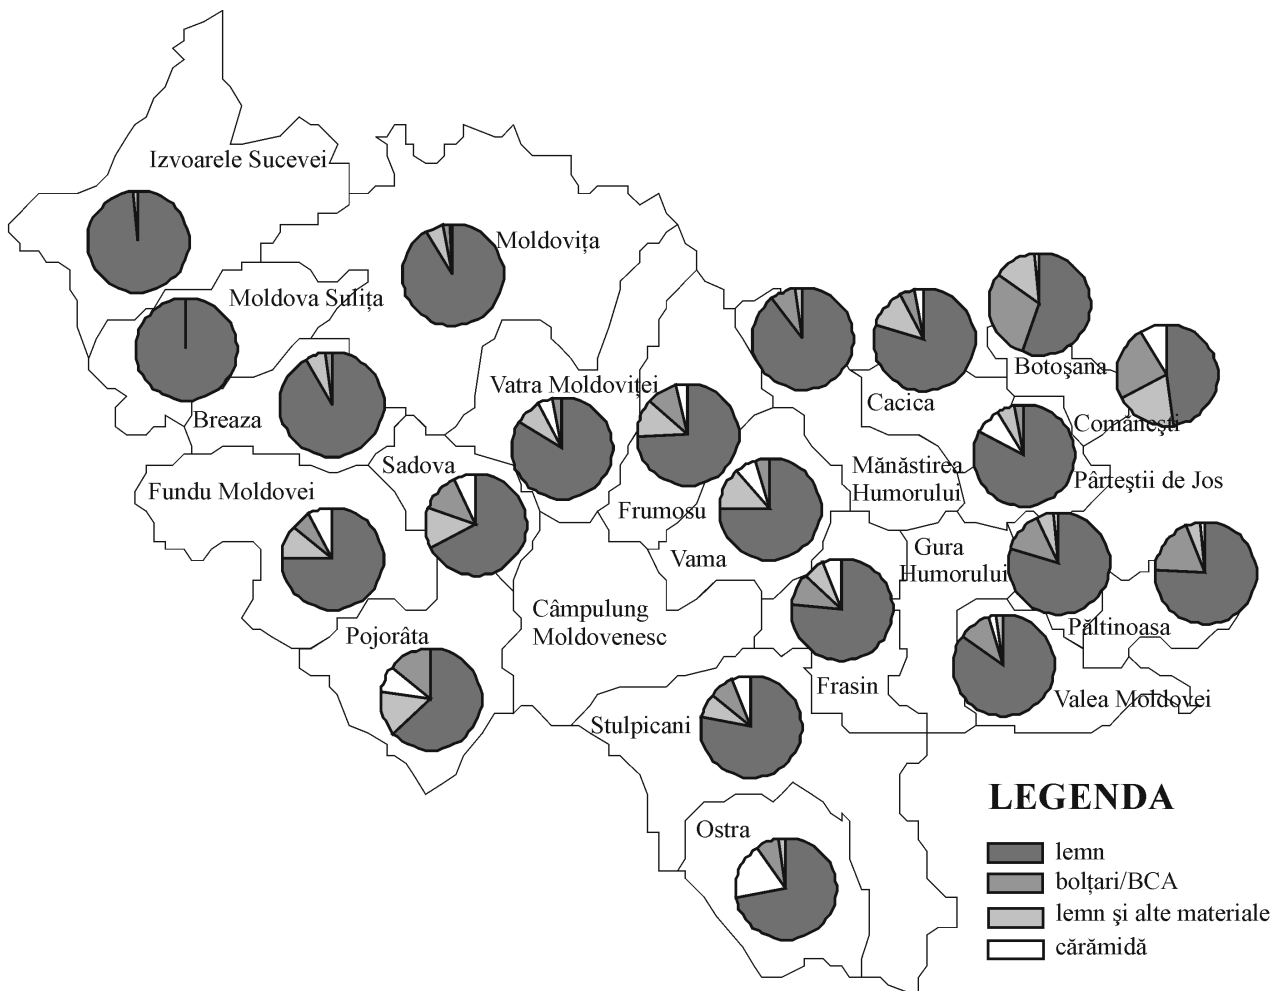 Izvoarele Sucevei
Moldovița
Moldova Sulița
Botoşana
Vatra Moldoviței
Cacica
Breaza
Comăneşti
Sadova
Mănăstirea
Humorului
Pârteştii de Jos
Fundu Moldovei
Frumosu
Vama
Gura
Humorului
Câmpulung
Moldovenesc
Pojorâta
Păltinoasa
Frasin
Valea Moldovei
Stulpicani
LEGENDA
Ostra
lemn
bolțari/BCA
lemn şi alte materiale
cărămidă